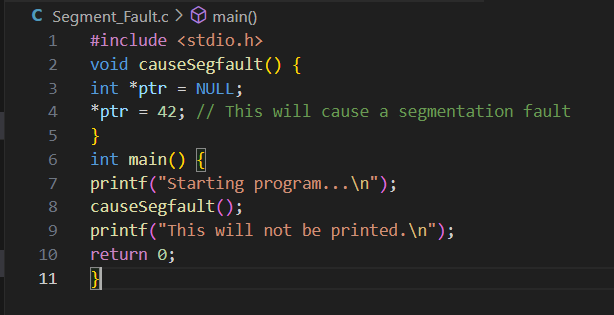 C Segment_Fault.c > main()
1 #include <stdio.h>
2 void causeSegfault() {
3 int *ptr = NULL;
4 *ptr = 42; // This will cause a segmentation fault
5 }
6 int main() {
7 printf("Starting program...\n");
8 causeSegfault();
9 printf("This will not be printed.\n");
10 return 0;
11 }